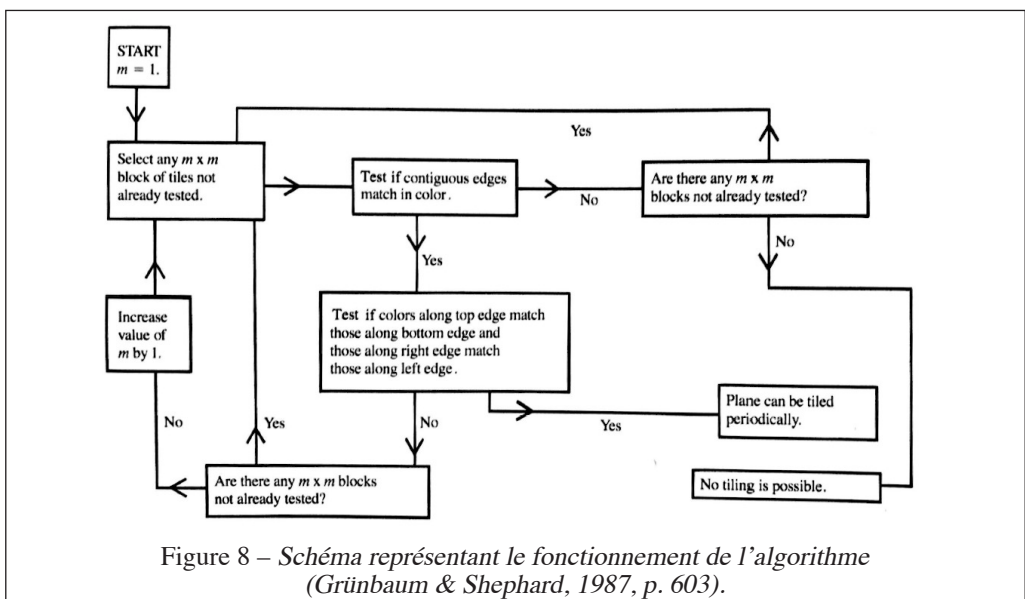 START
m = 1.
Yes
Select any m x m
block of tiles not
already tested.
Test if contiguous edges
match in color.
No
Are there any m x m
blocks not already tested?
Yes
No
Increase
value of
m by 1.
Test if colors along top edge match
those along bottom edge and
those along right edge match
those along left edge.
Plane can be tiled
periodically.
No
Yes
No
Yes
Are there any m x m blocks
not already tested?
No tiling is possible.
Figure 8 – Schéma représentant le fonctionnement de l'algorithme
(Grünbaum & Shephard, 1987, p. 603).